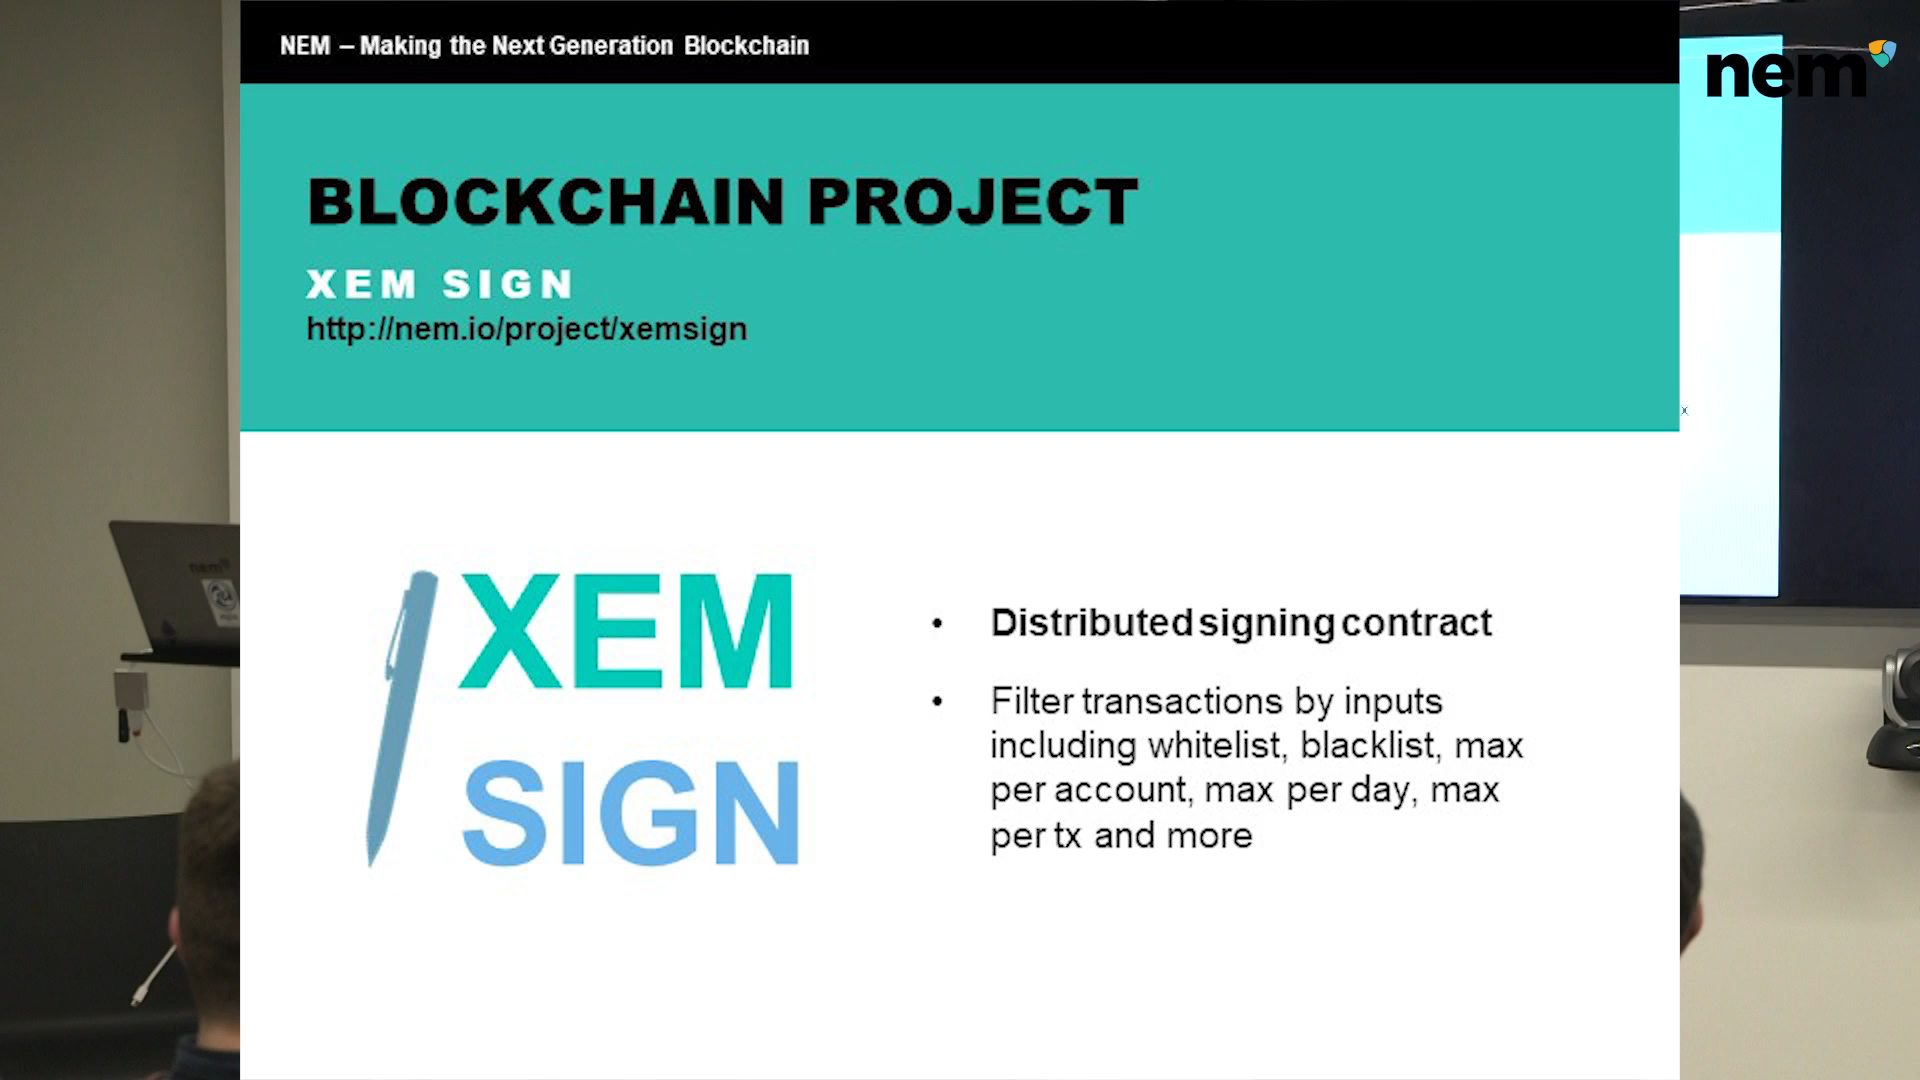 NEM – Making the Next Generation Blockchain
nem
BLOCKCHAIN PROJECT
XEM SIGN
http://nem.io/project/xemsign
XEM
SIGN
• Distributed signing contract
• Filter transactions by inputs
including whitelist, blacklist, max
per account, max per day, max
per tx and more
nem